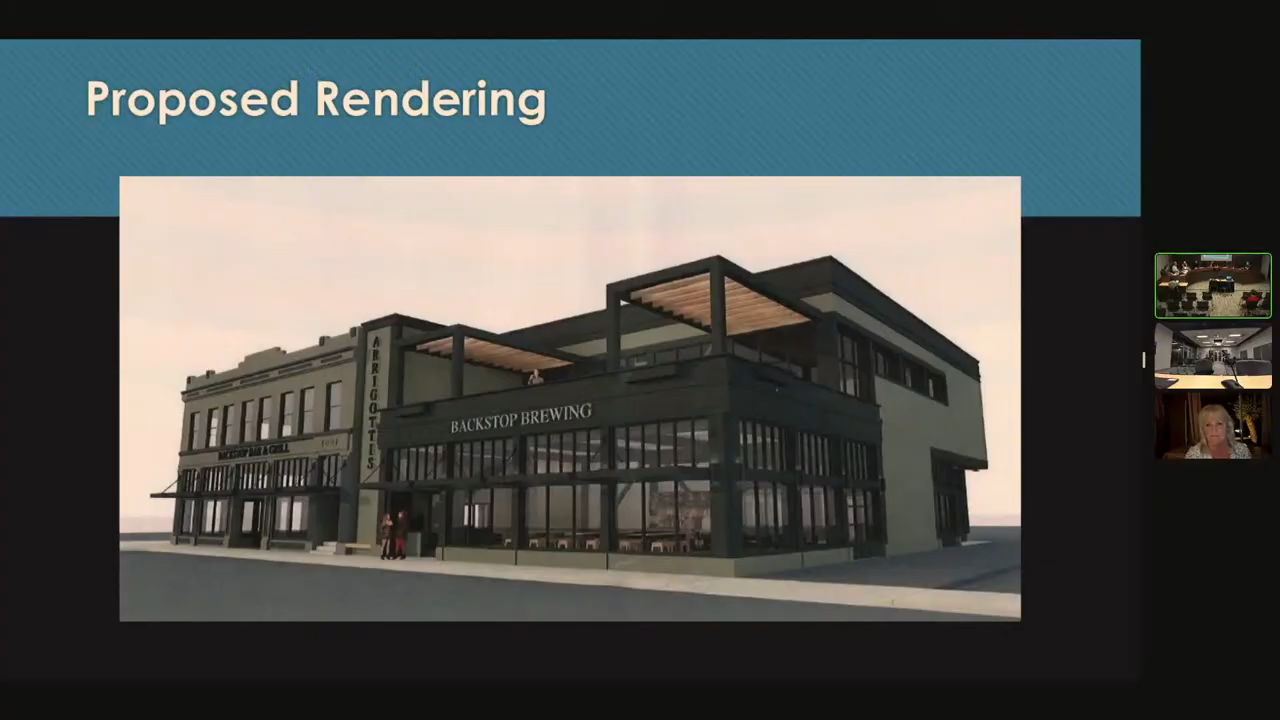 Proposed Rendering
ARRIGOTTIS
BACKSTOP BREWING
BACKSTOP BAR & GRILL